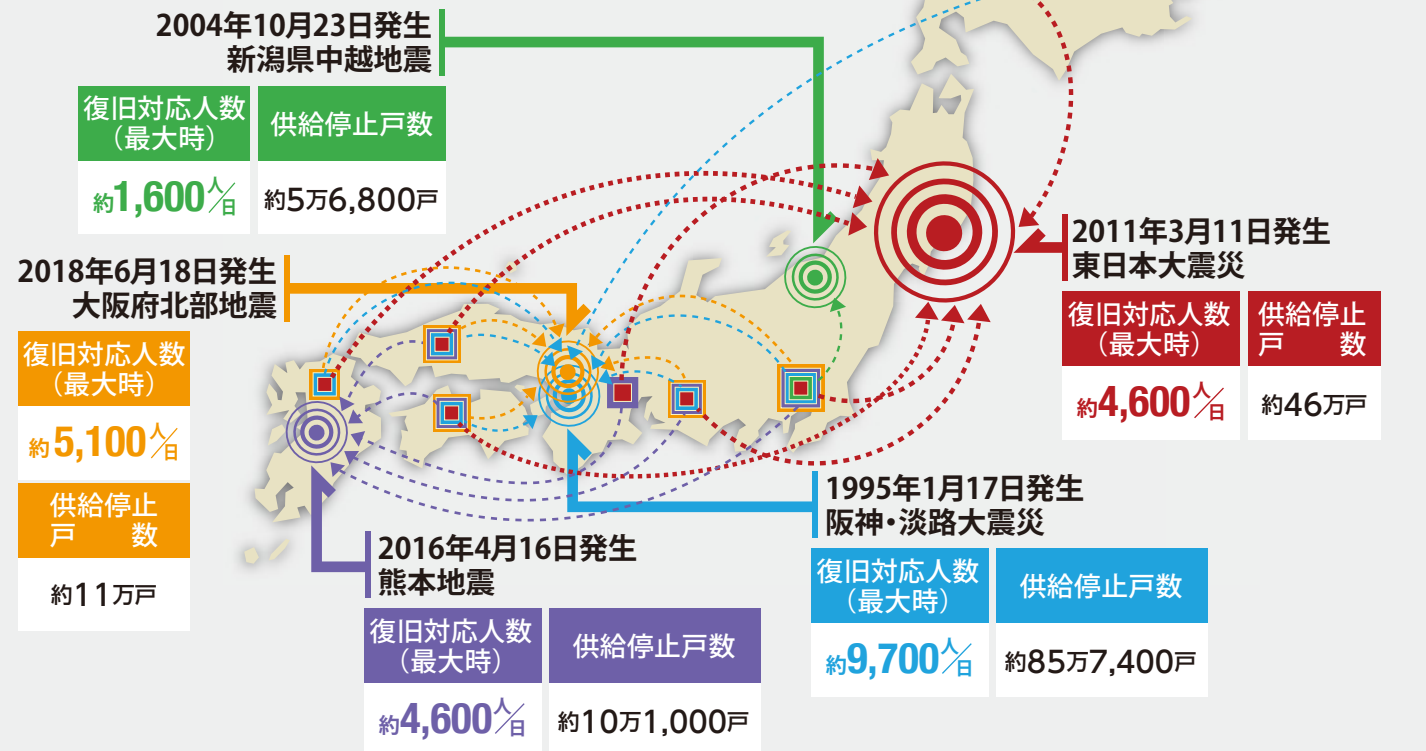 2004年10月23日発生
新潟県中越地震
復旧対応人数
（最大時）
供給停止戸数
約1,600人／日
約5万6,800戸
2018年6月18日発生
大阪府北部地震
復旧対応人数
（最大時）
約5,100人／日
供給停止
戸　　数
約11万戸
2011年3月11日発生
東日本大震災
復旧対応人数
（最大時）
供給停止
戸　　数
約4,600人／日
約46万戸
1995年1月17日発生
阪神・淡路大震災
復旧対応人数
（最大時）
供給停止戸数
約9,700人／日
約85万7,400戸
2016年4月16日発生
熊本地震
復旧対応人数
（最大時）
供給停止戸数
約4,600人／日
約10万1,000戸